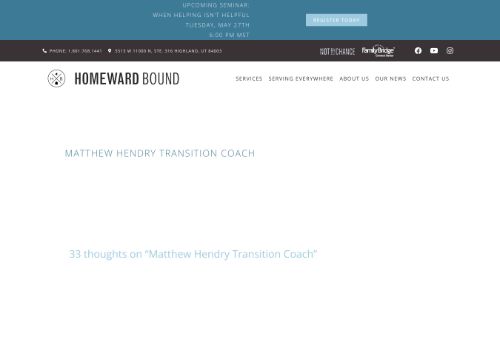 UPCOMING SEMINAR:
WHEN HELPING ISN'T HELPFUL
TUESDAY, MAY 27TH
6:00 PM MST
REGISTER TODAY
PHONE: 1.801.768.1441 5513 W 11000 N, STE. 316 HIGHLAND, UT 84003
NOT BY CHANCE FamilyBridge
HOMEWARD BOUND
SERVICES SERVING EVERYWHERE ABOUT US OUR NEWS CONTACT US
MATTHEW HENDRY TRANSITION COACH
33 thoughts on “Matthew Hendry Transition Coach”